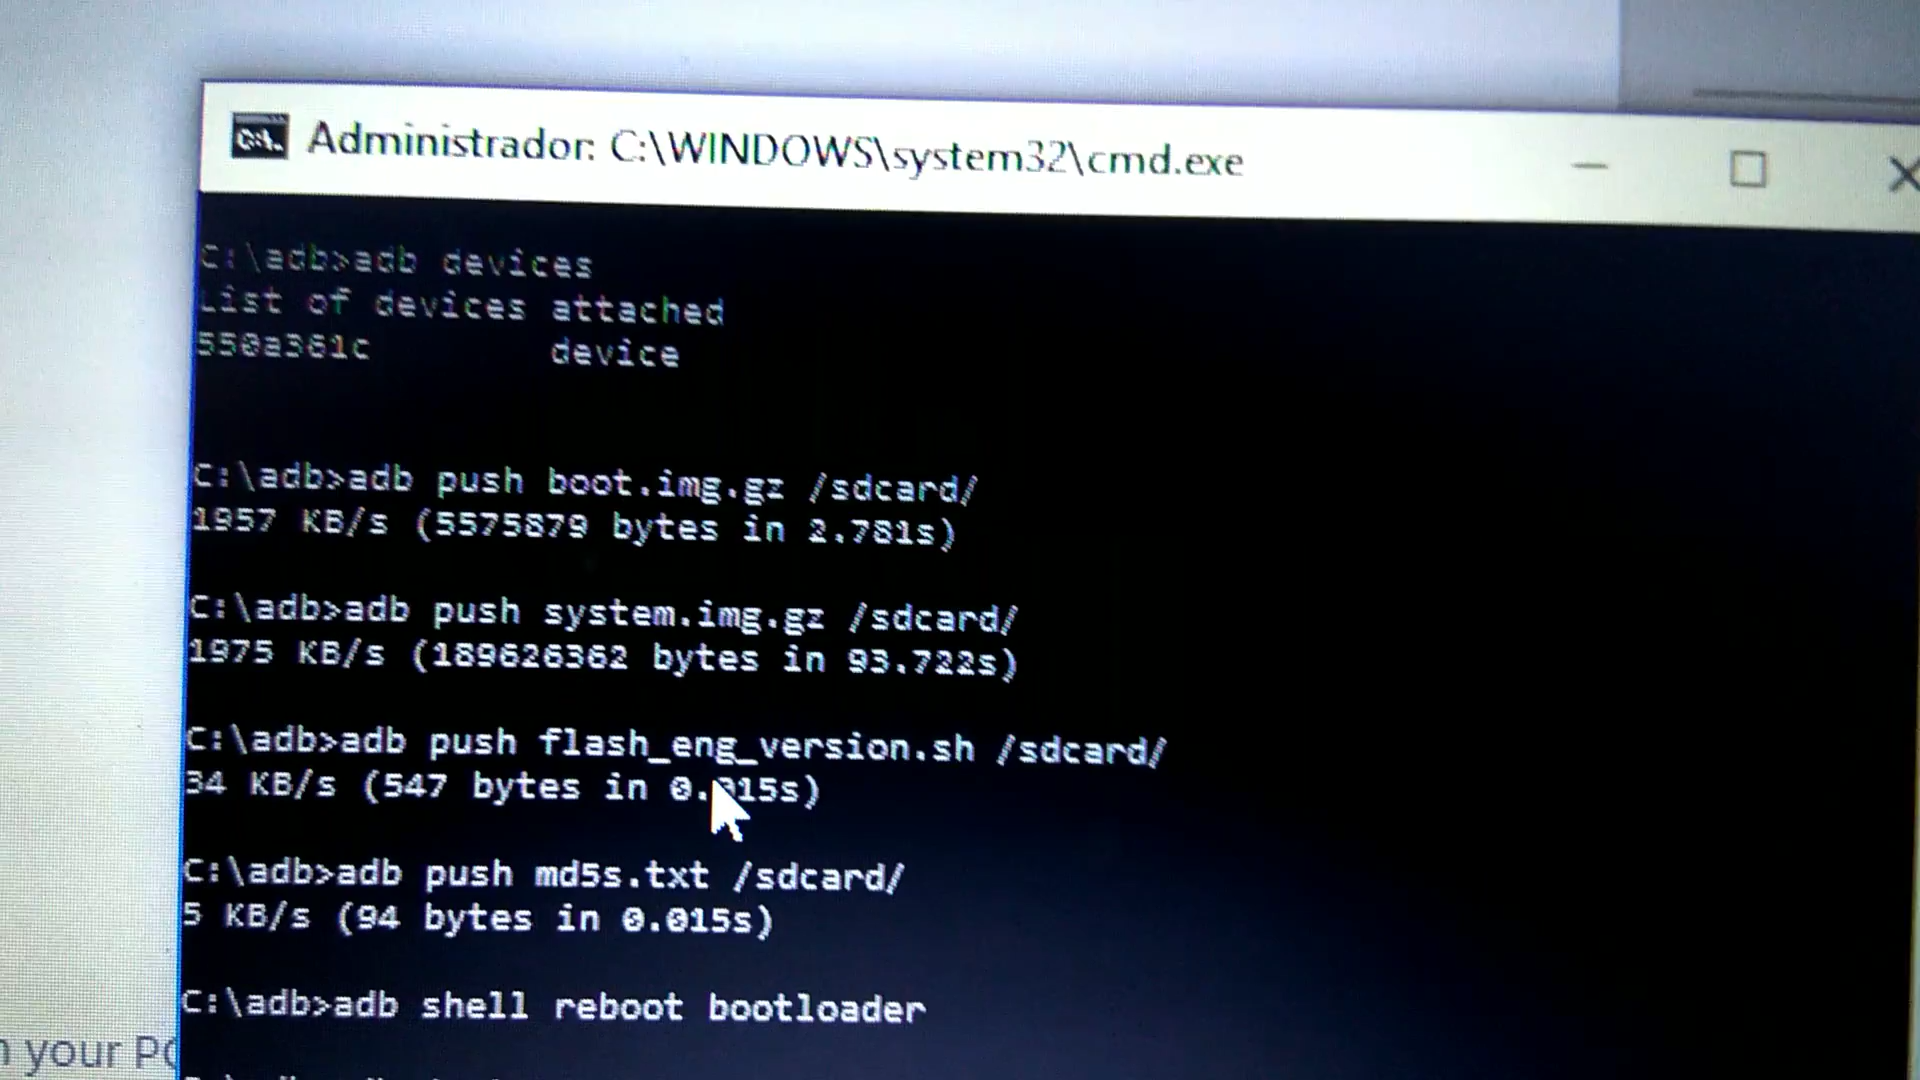 Administrador: C:\WINDOWS\system32\cmd.exe
C:\adb>adb devices
List of devices attached
550a361c device
C:\adb>adb push boot.img.gz /sdcard/
1957 KB/s (5575879 bytes in 2.781s)
C:\adb>adb push system.img.gz /sdcard/
1975 KB/s (189626362 bytes in 93.722s)
C:\adb>adb push flash_eng_version.sh /sdcard/
34 KB/s (547 bytes in 0.015s)
C:\adb>adb push md5s.txt /sdcard/
5 KB/s (94 bytes in 0.015s)
C:\adb>adb shell reboot bootloader
your